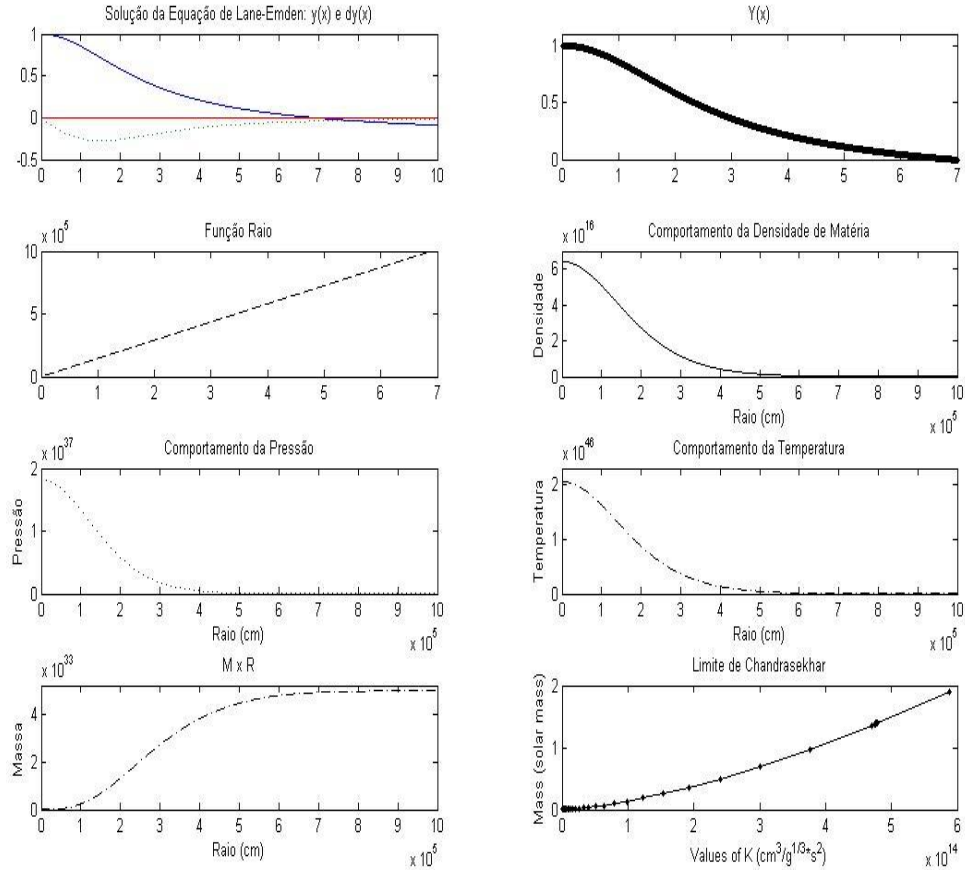 Solução da Equação de Lane-Emden: y(x) e dy(x)
1
0.5
0
-0.5
0 1 2 3 4 5 6 7 8 9 10
Y(x)
1
0.5
0
0 1 2 3 4 5 6 7
Função Raio
x 10^5
10
5
0
0 1 2 3 4 5 6 7
Comportamento da Densidade de Matéria
x 10^16
Densidade
6
4
2
0
0 1 2 3 4 5 6 7 8 9 10
Raio (cm)
x 10^5
Comportamento da Pressão
x 10^37
Pressão
2
1
0
0 1 2 3 4 5 6 7 8 9 10
Raio (cm)
x 10^5
Comportamento da Temperatura
x 10^46
Temperatura
2
1
0
0 1 2 3 4 5 6 7 8 9 10
Raio (cm)
x 10^5
M x R
x 10^33
Massa
4
2
0
0 1 2 3 4 5 6 7 8 9 10
Raio (cm)
x 10^5
Limite de Chandrasekhar
Mass (solar mass)
2
1
0
0 1 2 3 4 5 6
Values of K (cm^3/g^1/3*s^2)
x 10^14